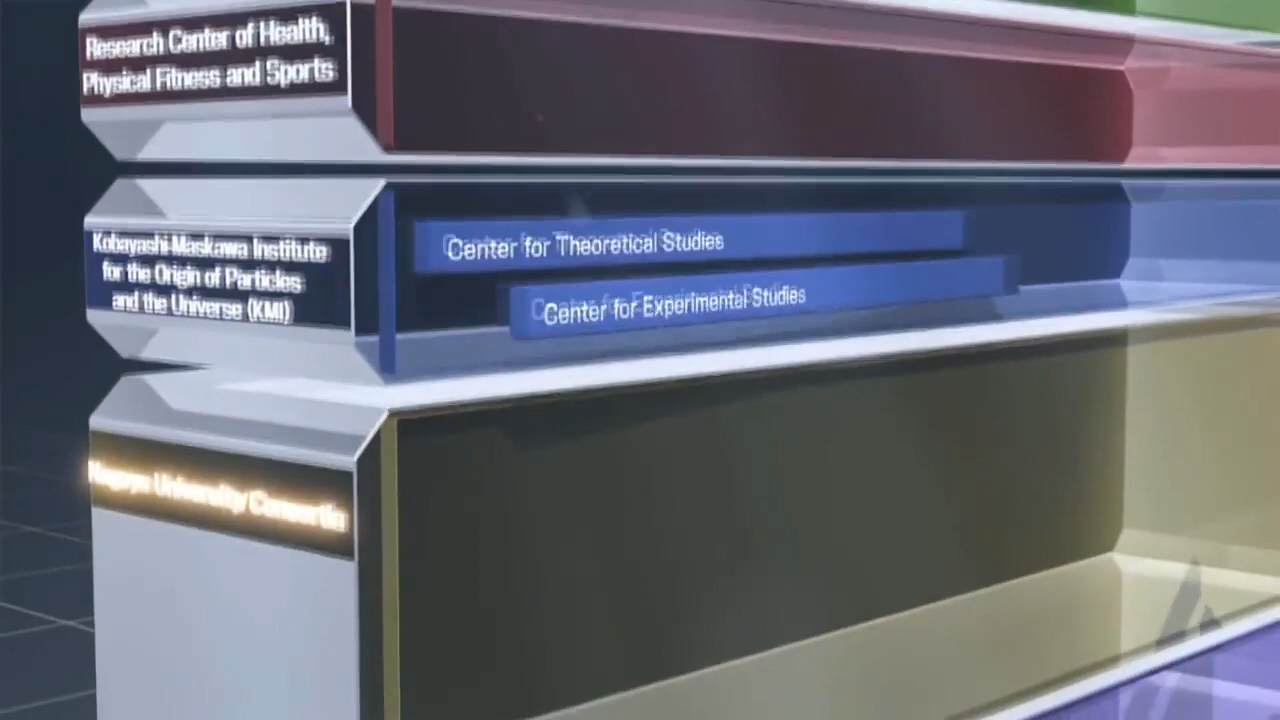 Research Center of Health,
Physical Fitness and Sports
Kobayashi-Maskawa Institute
for the Origin of Particles
and the Universe (KMI)
Center for Theoretical Studies
Center for Experimental Studies
Nagoya University Consortia